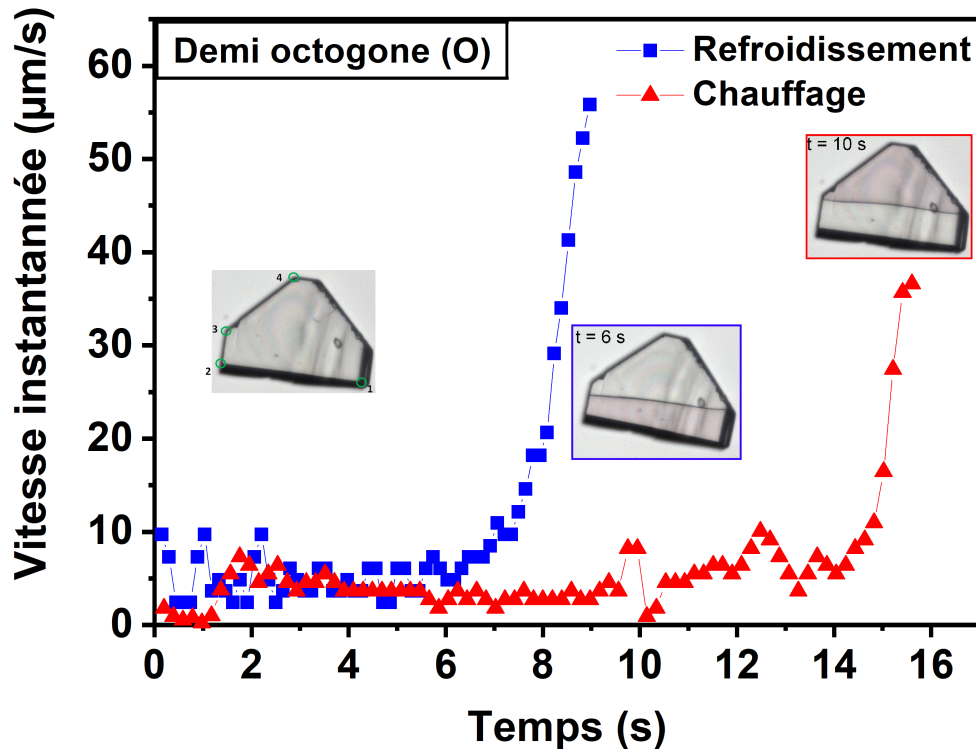 Demi octogone (O)
Refroidissement
Chauffage
Vitesse instantannée (µm/s)
60
50
40
30
20
10
0
t = 10 s
t = 6 s
4
3
2
1
0 2 4 6 8 10 12 14 16
Temps (s)